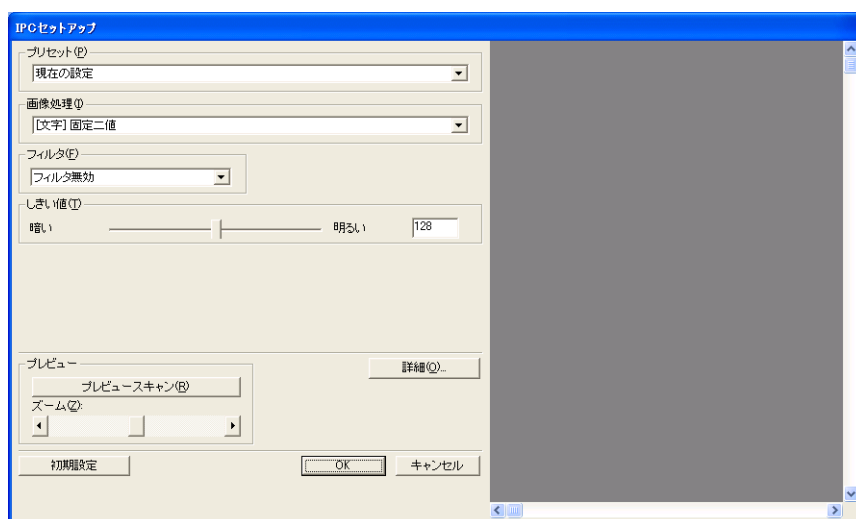 IPCセットアップ
プリセット(P)
現在の設定
画像処理(I)
[文字] 固定二値
フィルタ(F)
フィルタ無効
しきい値(T)
暗い 明るい 128
プレビュー
詳細(O)...
プレビュースキャン(R)
ズーム(Z):
初期設定 OK キャンセル